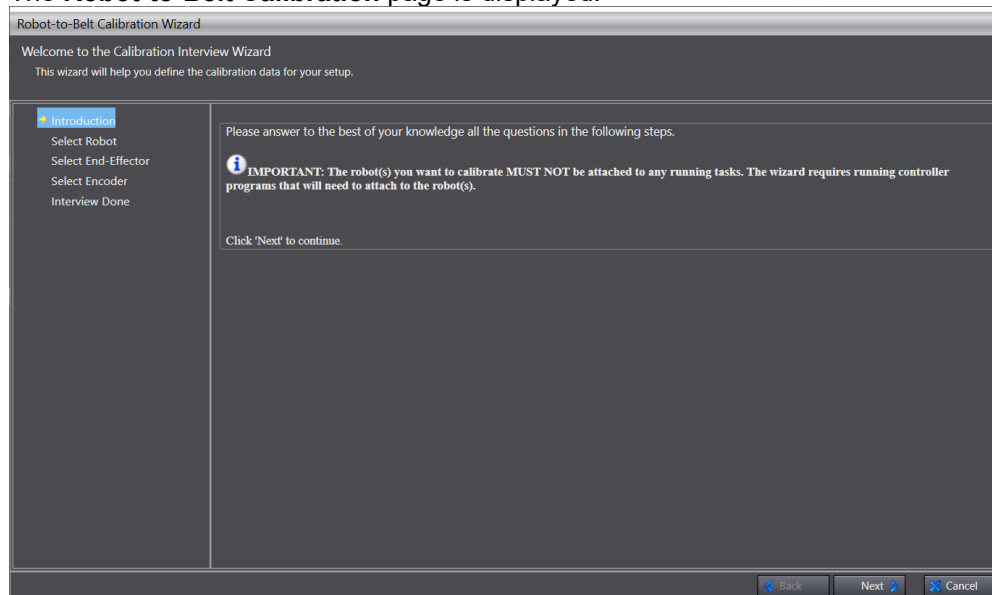 The Robot-to-Belt Calibration page is displayed.
Robot-to-Belt Calibration Wizard
Welcome to the Calibration Interview Wizard
This wizard will help you define the calibration data for your setup.
Introduction
Select Robot
Select End-Effector
Select Encoder
Interview Done
Please answer to the best of your knowledge all the questions in the following steps.
IMPORTANT: The robot(s) you want to calibrate MUST NOT be attached to any running tasks. The wizard requires running controller
programs that will need to attach to the robot(s).
Click 'Next' to continue.
Back
Next
Cancel